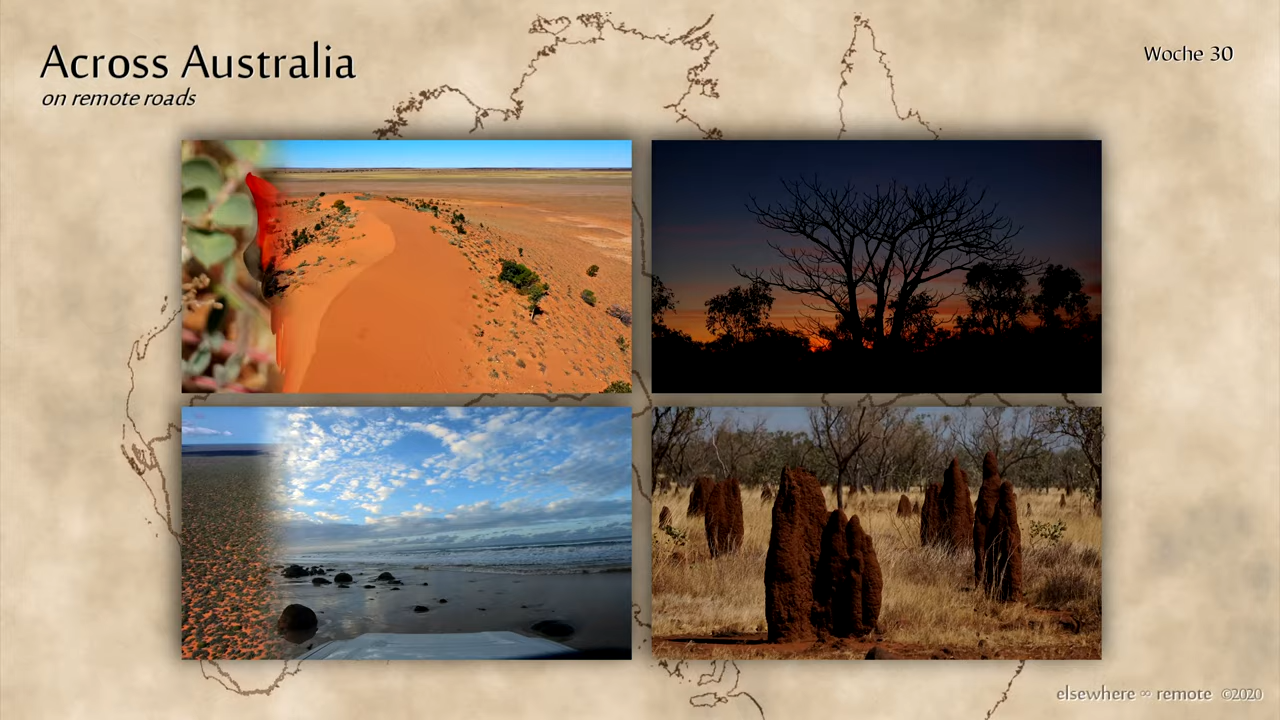 Across Australia
on remote roads
Woche 30
elsewhere ∞ remote ©2020